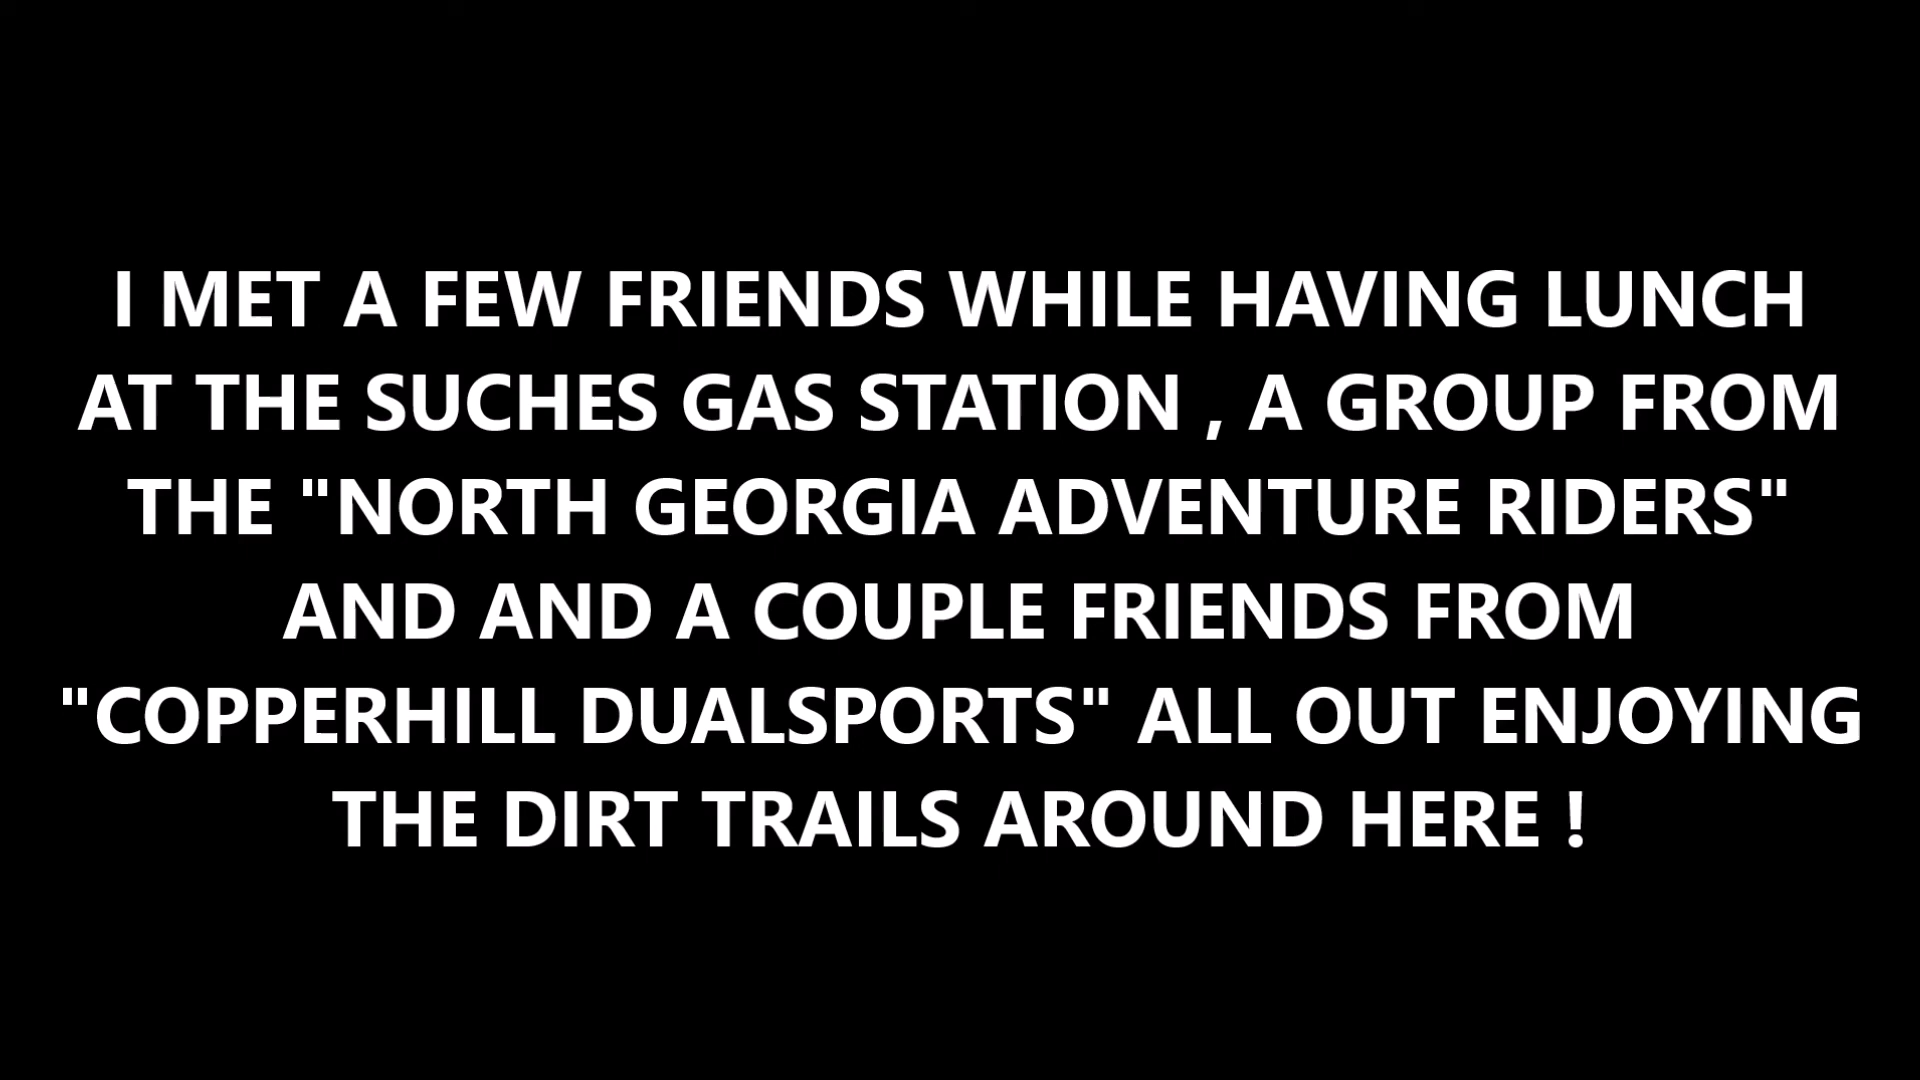 I MET A FEW FRIENDS WHILE HAVING LUNCH
AT THE SUCHES GAS STATION , A GROUP FROM
THE "NORTH GEORGIA ADVENTURE RIDERS"
AND AND A COUPLE FRIENDS FROM
"COPPERHILL DUALSPORTS" ALL OUT ENJOYING
THE DIRT TRAILS AROUND HERE !